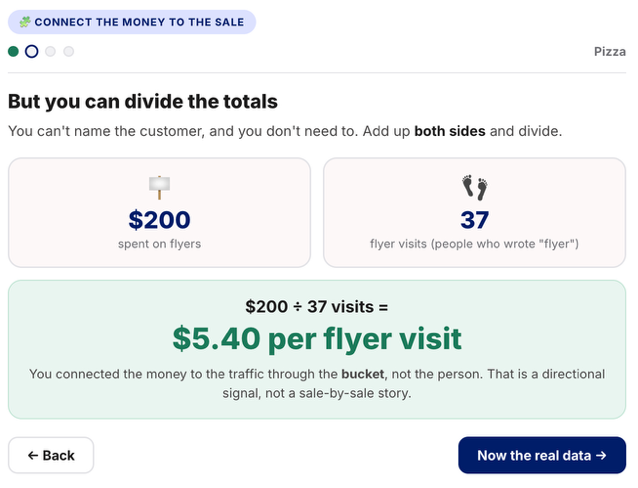 CONNECT THE MONEY TO THE SALE
Pizza
But you can divide the totals
You can't name the customer, and you don't need to. Add up both sides and divide.
$200
spent on flyers
37
flyer visits (people who wrote "flyer")
$200 ÷ 37 visits =
$5.40 per flyer visit
You connected the money to the traffic through the bucket, not the person. That is a directional
signal, not a sale-by-sale story.
← Back
Now the real data →